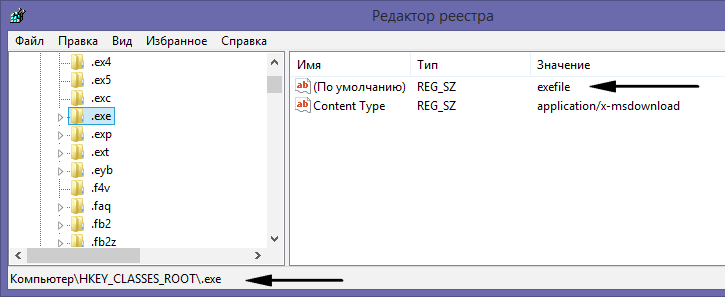 Редактор реестра
Файл Правка Вид Избранное Справка
.ex4
.ex5
.exc
.exe
.exp
.ext
.eyb
.f4v
.faq
.fb2
.fb2z
Имя Тип Значение
ab (По умолчанию) REG_SZ exefile
ab Content Type REG_SZ application/x-msdownload
Компьютер\HKEY_CLASSES_ROOT\.exe